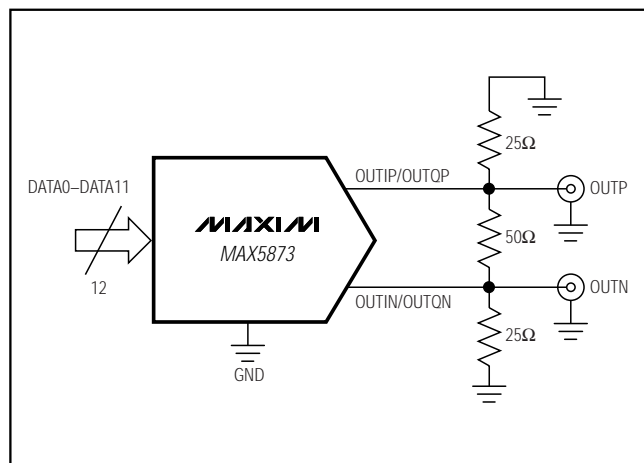 25Ω
DATA0–DATA11
OUTIP/OUTQP
OUTP
MAXIM
MAX5873
50Ω
12
OUTIN/OUTQN
OUTN
25Ω
GND